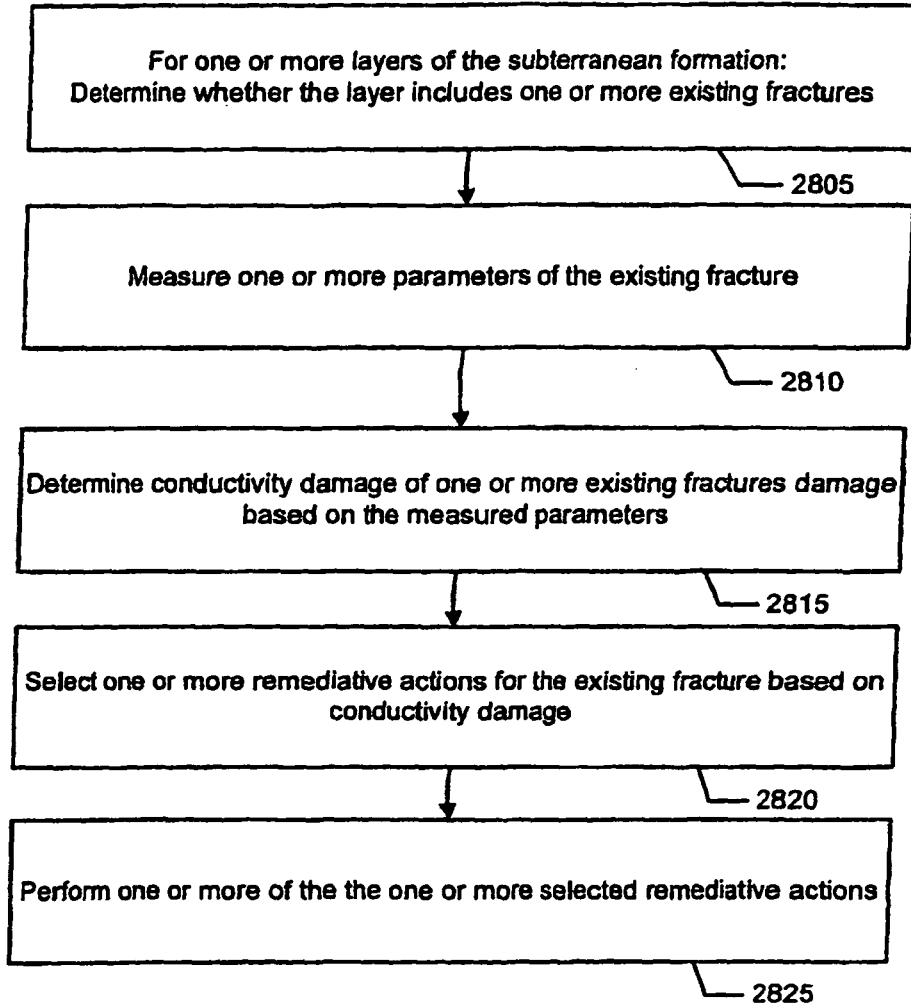 For one or more layers of the subterranean formation:
Determine whether the layer includes one or more existing fractures
2805
Measure one or more parameters of the existing fracture
2810
Determine conductivity damage of one or more existing fractures damage
based on the measured parameters
2815
Select one or more remediative actions for the existing fracture based on
conductivity damage
2820
Perform one or more of the the one or more selected remediative actions
2825